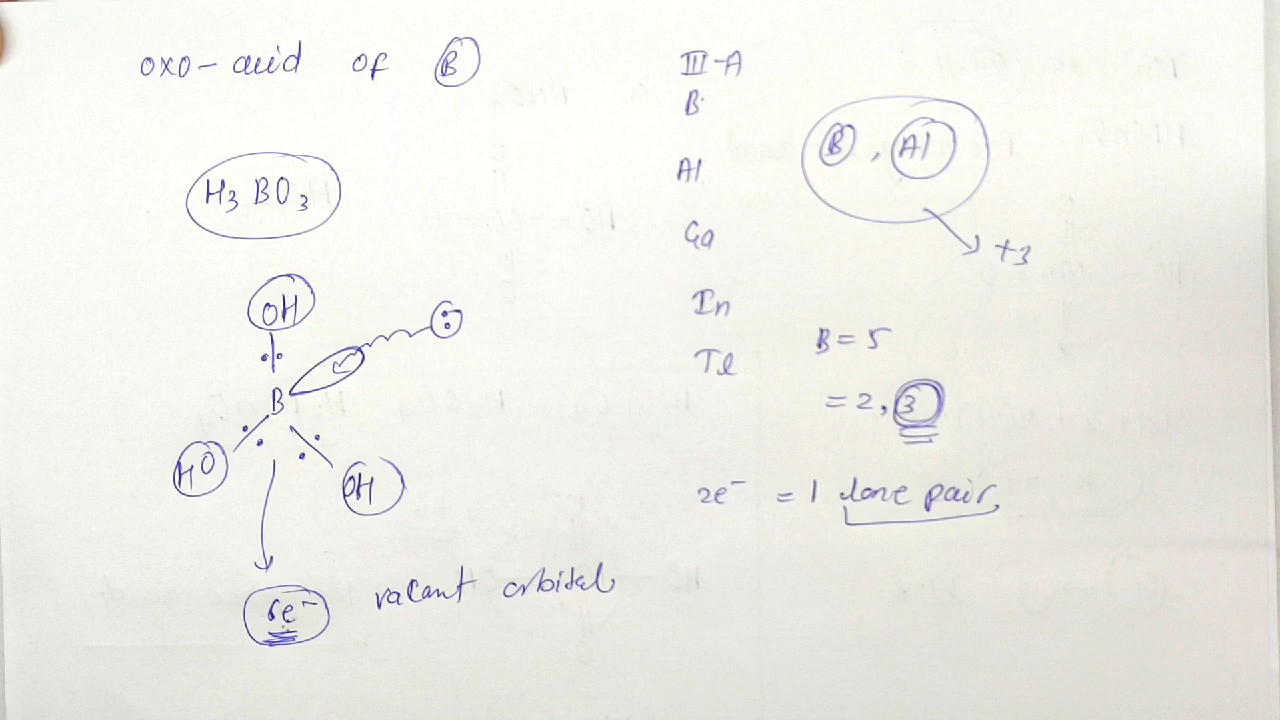 oxo-acid of B
H₃BO₃
OH
B
HO
OH
6e⁻ vacant orbital
III-A
B
Al
Ga
In
Tl
B, Al
+3
B = 5
= 2, 3
2e⁻ = 1 lone pair